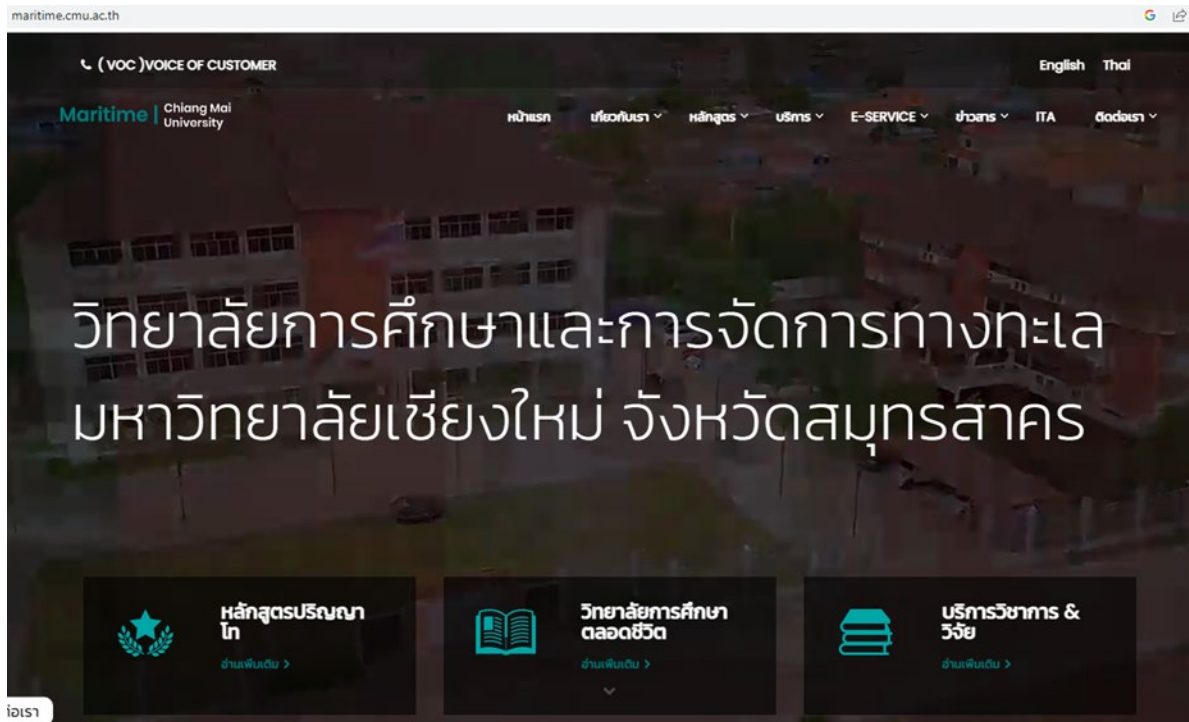 maritime.cmu.ac.th
( VOC )VOICE OF CUSTOMER
English Thai
Maritime | Chiang Mai University
หน้าแรก เกี่ยวกับเรา หลักสูตร บริการ E-SERVICE ข่าวสาร ITA ติดต่อเรา
วิทยาลัยการศึกษาและการจัดการทางทะเล
มหาวิทยาลัยเชียงใหม่ จังหวัดสมุทรสาคร
หลักสูตรปริญญา
โท
อ่านเพิ่มเติม >
วิทยาลัยการศึกษา
ตลอดชีวิต
อ่านเพิ่มเติม >
บริการวิชาการ &
วิจัย
อ่านเพิ่มเติม >